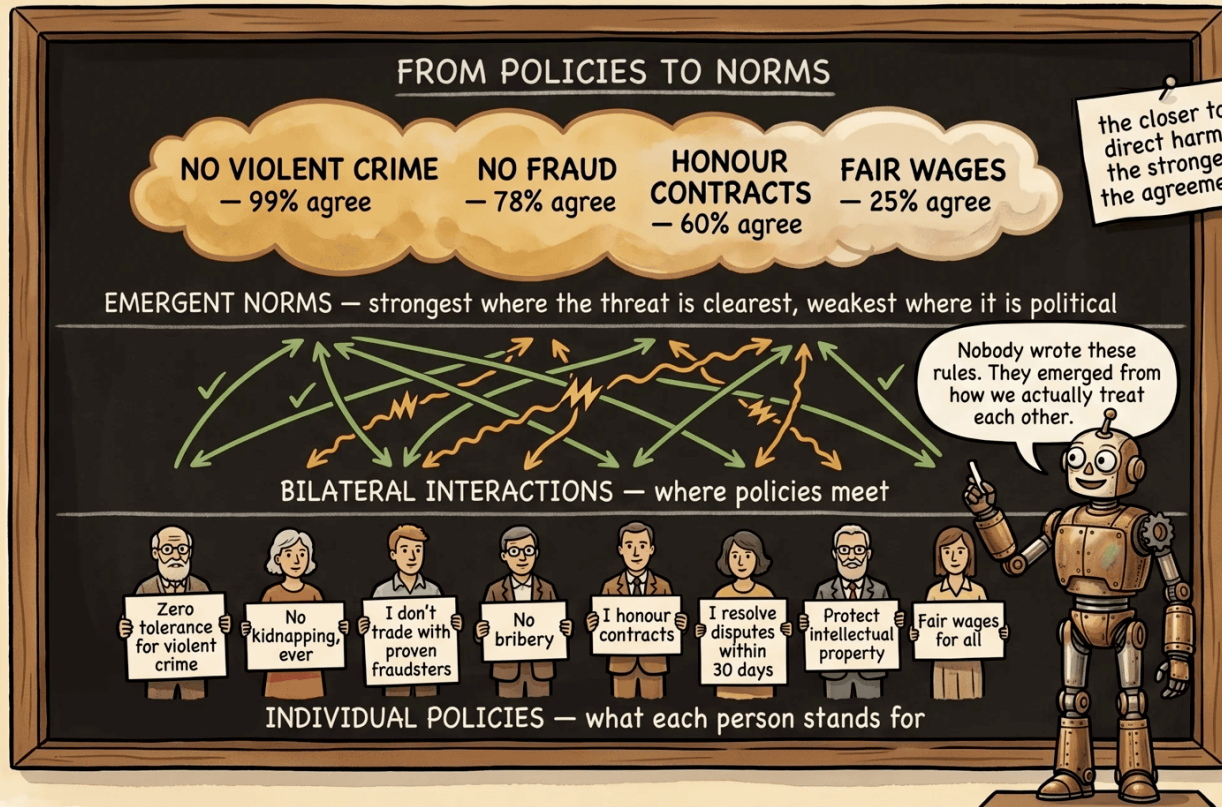 FROM POLICIES TO NORMS
NO VIOLENT CRIME
— 99% agree
NO FRAUD
— 78% agree
HONOUR
CONTRACTS
— 60% agree
FAIR WAGES
— 25% agree
the closer to
direct harm
the
the
EMERGENT NORMS — strongest where the threat is clearest, weakest where it is political
Nobody wrote these
rules. They emerged from
how we actually treat
each other.
BILATERAL INTERACTIONS — where policies meet
Zero
tolerance
for violent
crime
No
kidnapping,
ever
I don't
trade with
proven
fraudsters
No
bribery
I honour
contracts
I resolve
disputes
within
30 days
Protect
intellectual
property
Fair wages
for all
INDIVIDUAL POLICIES — what each person stands for